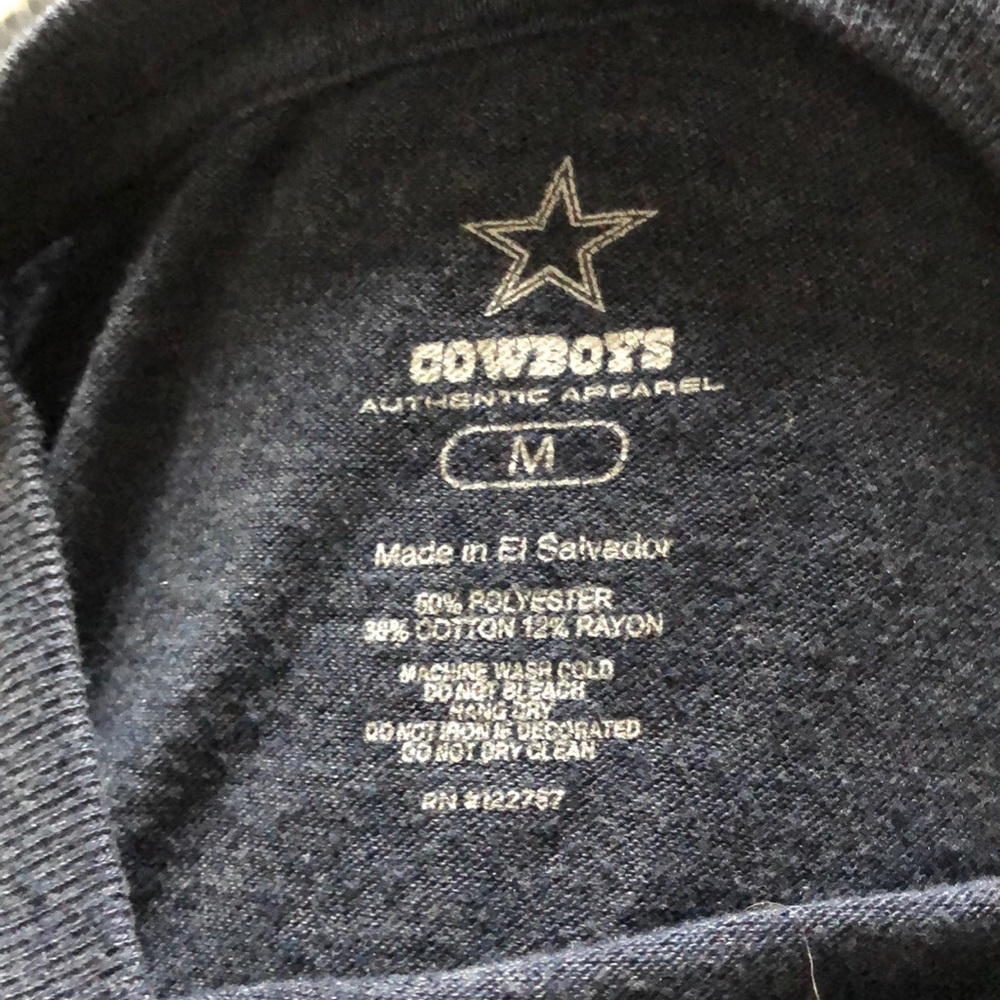 COWBOYS
AUTHENTIC APPAREL
M
Made in El Salvador
50% POLYESTER
38% COTTON 12% RAYON
MACHINE WASH COLD
DO NOT BLEACH
HANG DRY
DO NOT IRON IF DECORATED
DO NOT DRY CLEAN
RN #122787